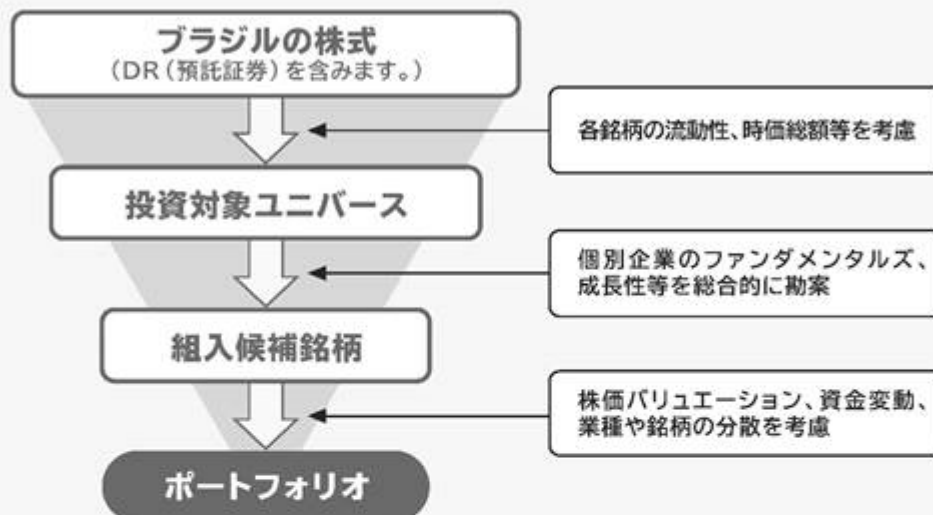 ブラジルの株式
(DR(預託証券)を含みます。)
各銘柄の流動性、時価総額等を考慮
投資対象ユニバース
個別企業のファンダメンタルズ、
成長性等を総合的に勘案
組入候補銘柄
株価バリュエーション、資金変動、
業種や銘柄の分散を考慮
ポートフォリオ